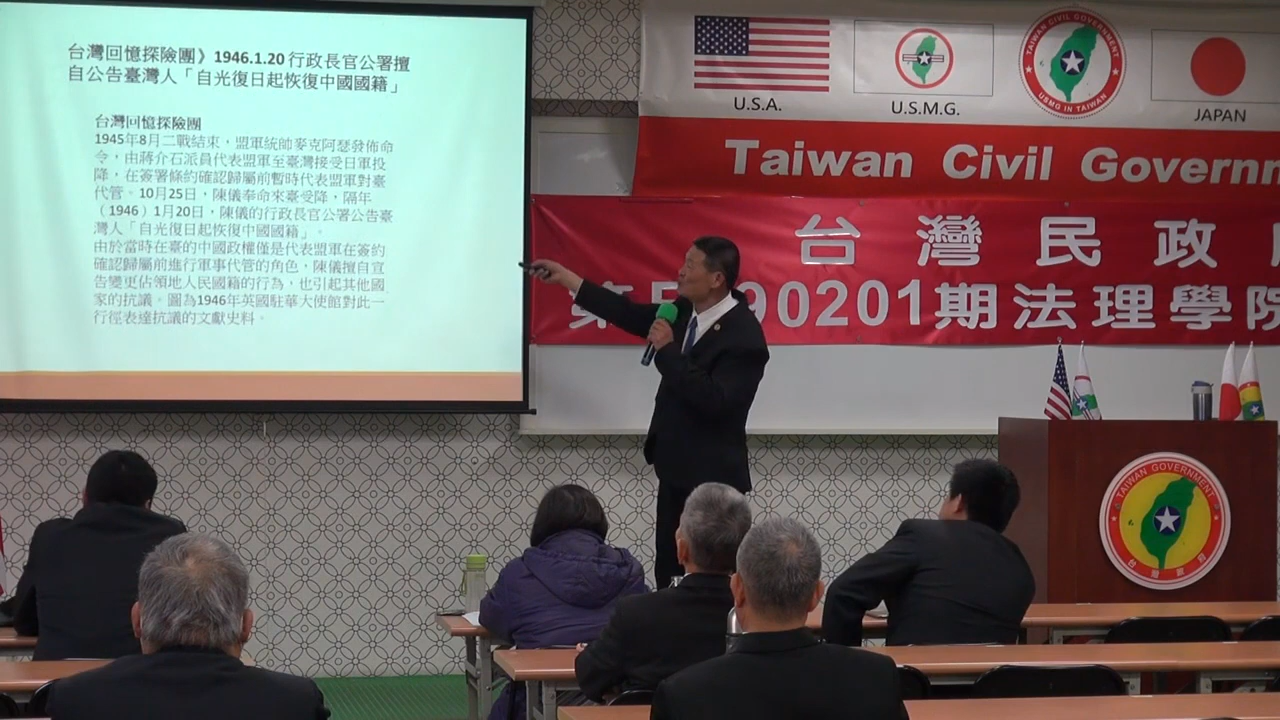 台灣回憶探險團》1946.1.20 行政長官公署擅
自公告臺灣人「自光復日起恢復中國國籍」
台灣回憶探險團
1945年8月二戰結束，盟軍統帥麥克阿瑟發佈命
令，由蔣介石派員代表盟軍至臺灣接受日軍投
降，在簽署條約確認歸屬前暫時代表盟軍對臺
代管。10月25日，陳儀奉命來臺受降，隔年
（1946）1月20日，陳儀的行政長官公署公告臺
灣人「自光復日起恢復中國國籍」。
由於當時在臺的中國政權僅是代表盟軍在簽約
確認歸屬前進行軍事代管的角色，陳儀擅自宣
告變更佔領地人民國籍的行為，也引起其他國
家的抗議。圖為1946年英國駐華大使館對此一
行徑表達抗議的文獻史料。
U.S.A.
U.S.M.G.
TAIWAN CIVIL GOVERNMENT
USMG IN TAIWAN
JAPAN
Taiwan Civil Governm
台灣民政
第 90201期法理學院
TAIWAN GOVERNMENT
台灣政府